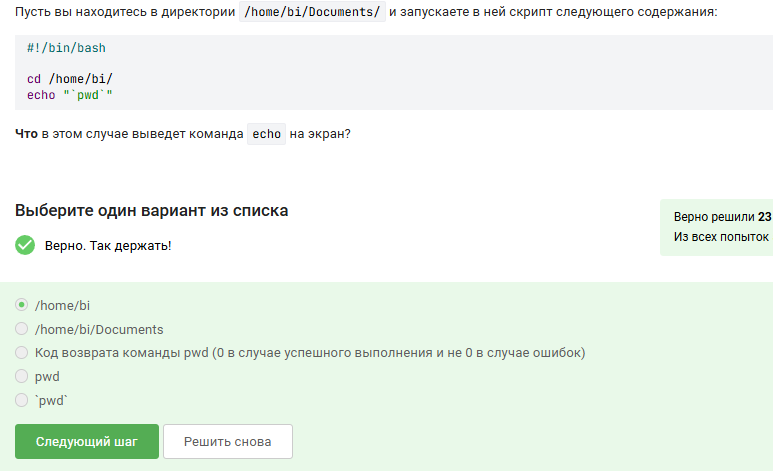 Пусть вы находитесь в директории /home/bi/Documents/ и запускаете в ней скрипт следующего содержания:
#!/bin/bash
cd /home/bi/
echo "`pwd`"
Что в этом случае выведет команда echo на экран?
Выберите один вариант из списка
Верно решили 23
Из всех попыток
Верно. Так держать!
/home/bi
/home/bi/Documents
Код возврата команды pwd (0 в случае успешного выполнения и не 0 в случае ошибок)
pwd
`pwd`
Следующий шаг
Решить снова